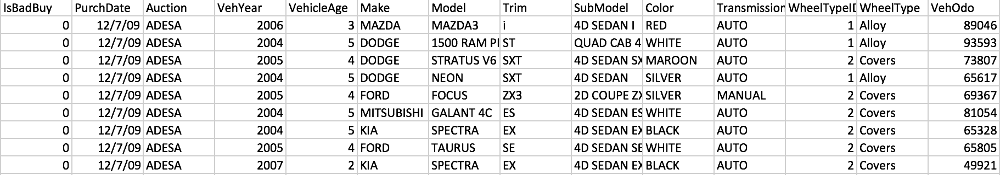 IsBadBuy PurchDate Auction VehYear VehicleAge Make Model Trim SubModel Color Transmission WheelTypeI WheelType VehOdo
0 12/7/09 ADESA 2006 3 MAZDA MAZDA3 i 4D SEDAN I RED AUTO 1 Alloy 89046
0 12/7/09 ADESA 2004 5 DODGE 1500 RAM PI ST QUAD CAB 4 WHITE AUTO 1 Alloy 93593
0 12/7/09 ADESA 2005 4 DODGE STRATUS V6 SXT 4D SEDAN SX MAROON AUTO 2 Covers 73807
0 12/7/09 ADESA 2004 5 DODGE NEON SXT 4D SEDAN SILVER AUTO 1 Alloy 65617
0 12/7/09 ADESA 2005 4 FORD FOCUS ZX3 2D COUPE ZX SILVER MANUAL 2 Covers 69367
0 12/7/09 ADESA 2004 5 MITSUBISHI GALANT 4C ES 4D SEDAN ES WHITE AUTO 2 Covers 81054
0 12/7/09 ADESA 2004 5 KIA SPECTRA EX 4D SEDAN EX BLACK AUTO 2 Covers 65328
0 12/7/09 ADESA 2005 4 FORD TAURUS SE 4D SEDAN SE WHITE AUTO 2 Covers 65805
0 12/7/09 ADESA 2007 2 KIA SPECTRA EX 4D SEDAN EX BLACK AUTO 2 Covers 49921